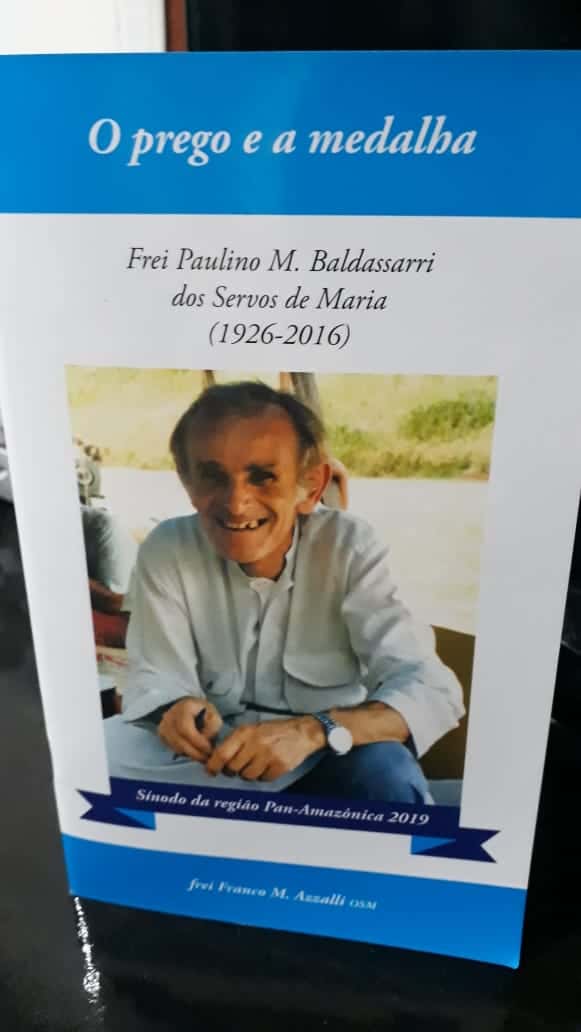 O prego e a medalha
Frei Paulino M. Baldassarri
dos Servos de Maria
(1926-2016)
Sínodo da região Pan-Amazônica 2019
frei Franco M. Azzalli OSM